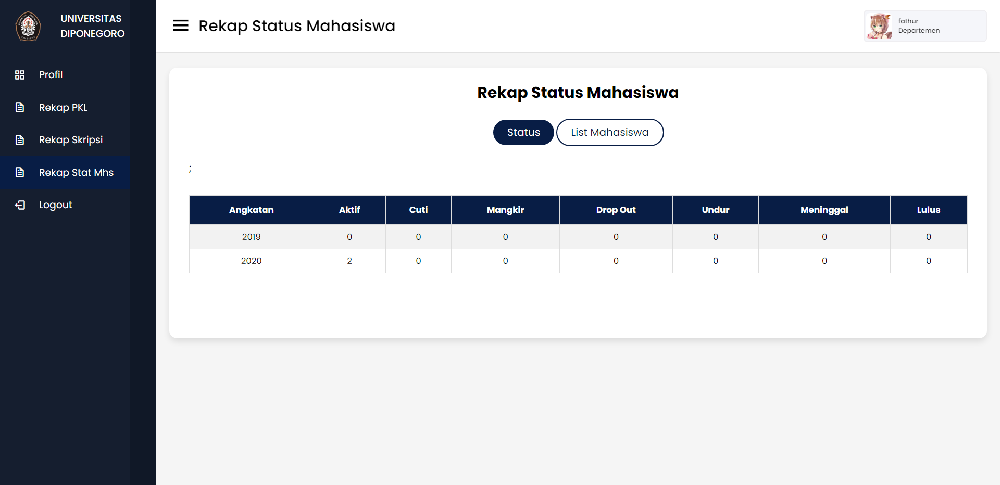 UNIVERSITAS
DIPONEGORO
Profil
Rekap PKL
Rekap Skripsi
Rekap Stat Mhs
Logout
Rekap Status Mahasiswa
fathur
Departemen
Rekap Status Mahasiswa
Status List Mahasiswa
;
Angkatan Aktif Cuti Mangkir Drop Out Undur Meninggal Lulus
2019 0 0 0 0 0 0 0
2020 2 0 0 0 0 0 0